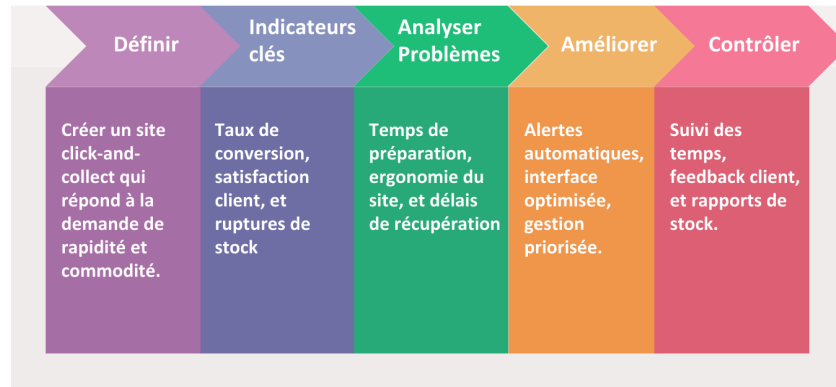 Définir
Indicateurs
clés
Analyser
Problèmes
Améliorer
Contrôler
Créer un site
click-and-
collect qui
répond à la
demande de
rapidité et
commodité.
Taux de
conversion,
satisfaction
client, et
ruptures de
stock
Temps de
préparation,
ergonomie du
site, et délais
de récupération
Alertes
automatiques,
interface
optimisée,
gestion
priorisée.
Suivi des
temps,
feedback client,
et rapports de
stock.